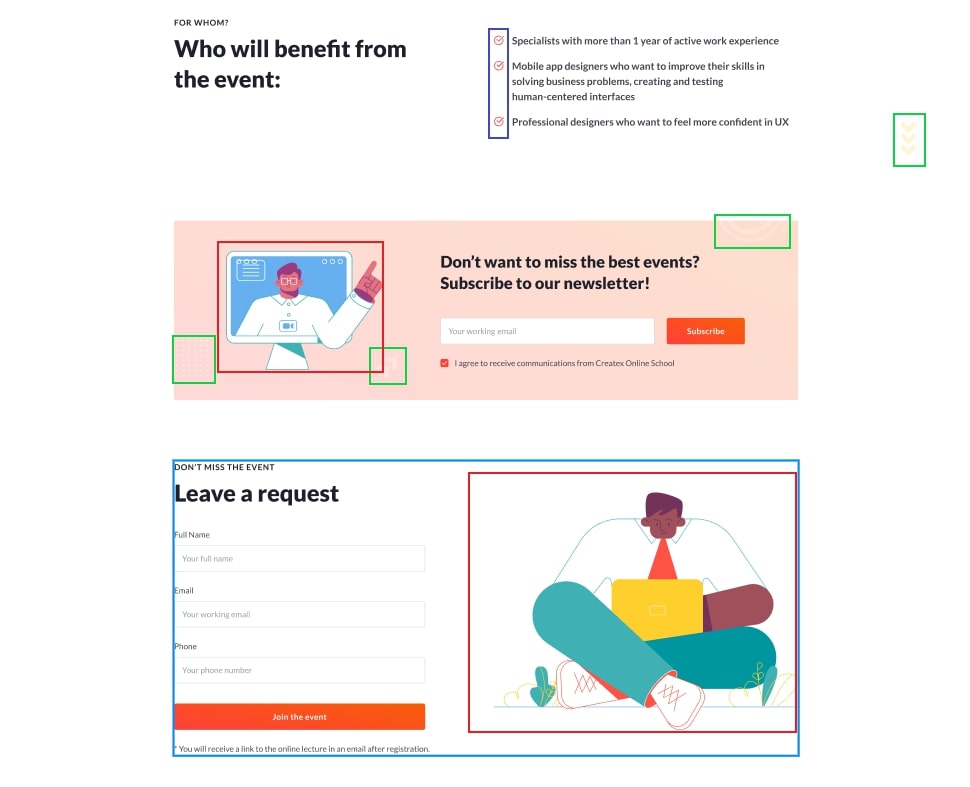 FOR WHOM?
Who will benefit from
the event:
Specialists with more than 1 year of active work experience
Mobile app designers who want to improve their skills in
solving business problems, creating and testing
human-centered interfaces
Professional designers who want to feel more confident in UX
Don’t want to miss the best events?
Subscribe to our newsletter!
Your working email
Subscribe
I agree to receive communications from Createx Online School
DON’T MISS THE EVENT
Leave a request
Full Name
Your full name
Email
Your working email
Phone
Your phone number
Join the event
* You will receive a link to the online lecture in an email after registration.